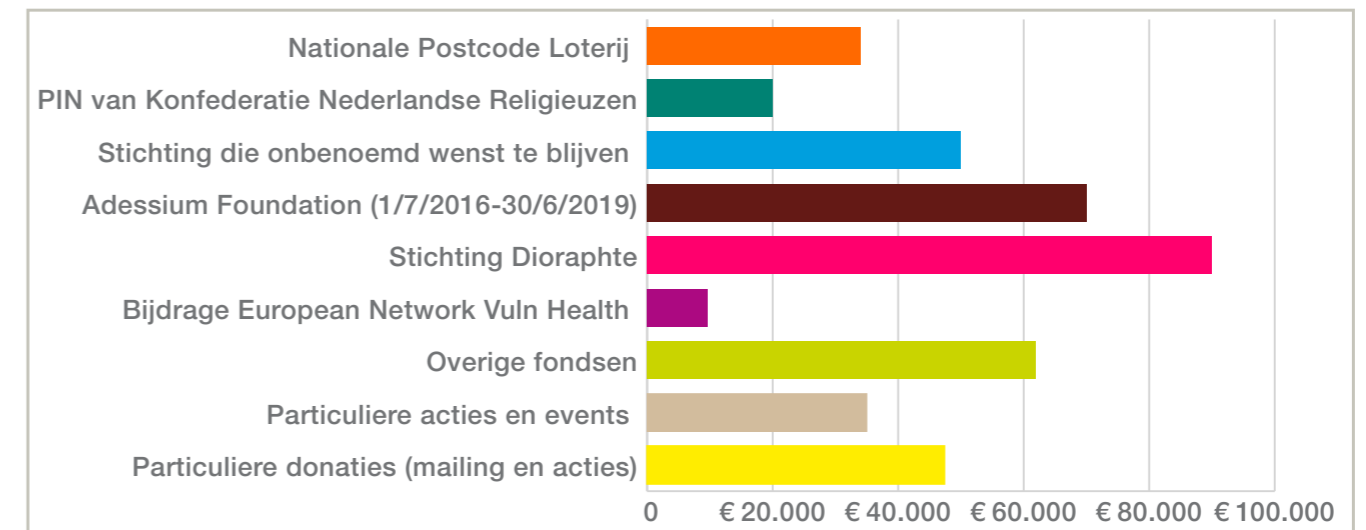 Nationale Postcode Loterij
PIN van Konfederatie Nederlandse Religieuzen
Stichting die onbenoemd wenst te blijven
Adessium Foundation (1/7/2016-30/6/2019)
Stichting Dioraphte
Bijdrage European Network Vuln Health
Overige fondsen
Particuliere acties en events
Particuliere donaties (mailing en acties)
0 € 20.000 € 40.000 € 60.000 € 80.000 € 100.000